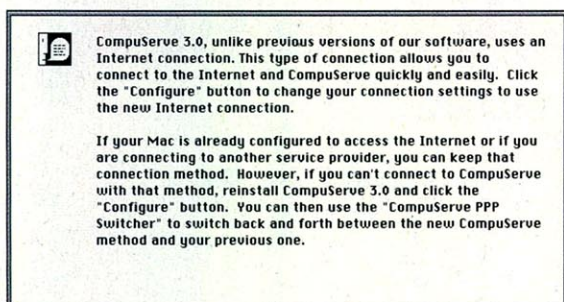 CompuServe 3.0, unlike previous versions of our software, uses an
Internet connection. This type of connection allows you to
connect to the Internet and CompuServe quickly and easily.  Click
the "Configure" button to change your connection settings to use
the new Internet connection.
If your Mac is already configured to access the Internet or if you
are connecting to another service provider, you can keep that
connection method.  However, if you can't connect to CompuServe
with that method, reinstall CompuServe 3.0 and click the
"Configure" button.  You can then use the "CompuServe PPP
Switcher" to switch back and forth between the new CompuServe
method and your previous one.